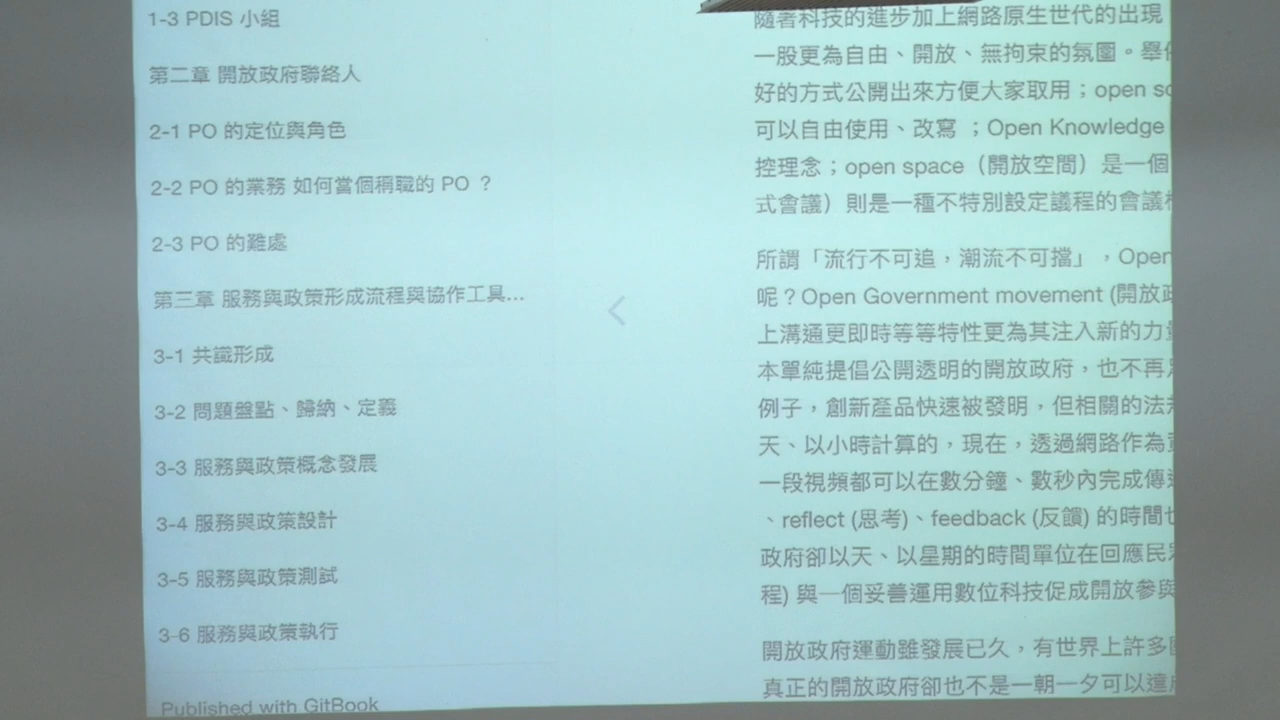 1-3 PDIS 小組
第二章 開放政府聯絡人
2-1 PO 的定位與角色
2-2 PO 的業務 如何當個稱職的 PO ？
2-3 PO 的難處
第三章 服務與政策形成流程與協作工具...
3-1 共識形成
3-2 問題盤點、歸納、定義
3-3 服務與政策概念發展
3-4 服務與政策設計
3-5 服務與政策測試
3-6 服務與政策執行
Published with GitBook
隨著科技的進步加上網路原生世代的出現
一股更為自由、開放、無拘束的氛圍。舉
好的方式公開出來方便大家取用；open
可以自由使用、改寫 ；Open Knowledge
控理念；open space（開放空間）是一個
式會議）則是一種不特別設定議程的會議
所謂「流行不可追，潮流不可擋」，Open
呢？Open Government movement (開放
上溝通更即時等等特性更為其注入新的力
本單純提倡公開透明的開放政府，也不再
例子，創新產品快速被發明，但相關的法
天、以小時計算的，現在，透過網路作為
一段視頻都可以在數分鐘、數秒內完成傳
、reflect (思考)、feedback (反饋) 的時間
政府卻以天、以星期的時間單位在回應民
程) 與一個妥善運用數位科技促成開放參與
開放政府運動雖發展已久，有世界上許多
真正的開放政府卻也不是一朝一夕可以達